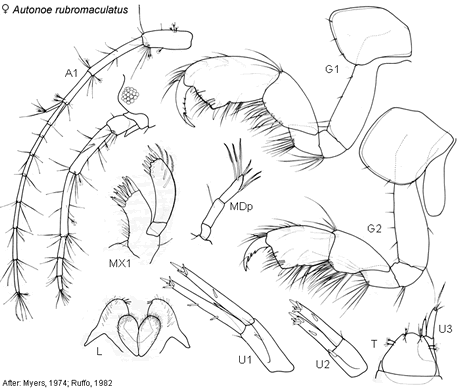 ♀ Autonoe rubromaculatus
A1
G1
MX1
MDp
G2
L
U1
U2
T
U3
After: Myers, 1974; Ruffo, 1982